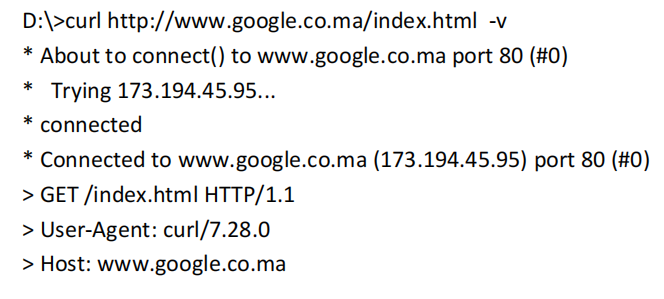 D:\>curl http://www.google.co.ma/index.html  -v
* About to connect() to www.google.co.ma port 80 (#0)
*   Trying 173.194.45.95...
* connected
* Connected to www.google.co.ma (173.194.45.95) port 80 (#0)
> GET /index.html HTTP/1.1
> User-Agent: curl/7.28.0
> Host: www.google.co.ma